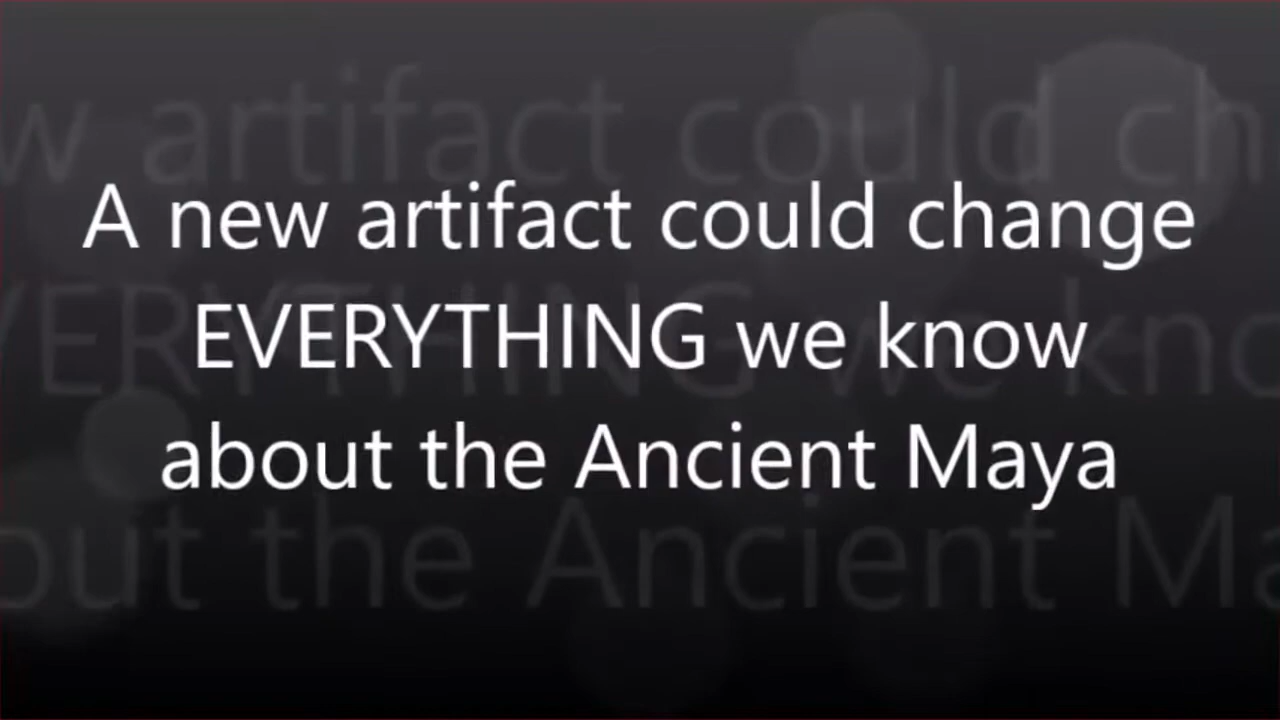 A new artifact could change
EVERYTHING we know
about the Ancient Maya